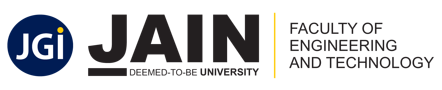 JGi
JAIN
DEEMED-TO-BE UNIVERSITY
FACULTY OF
ENGINEERING
AND TECHNOLOGY